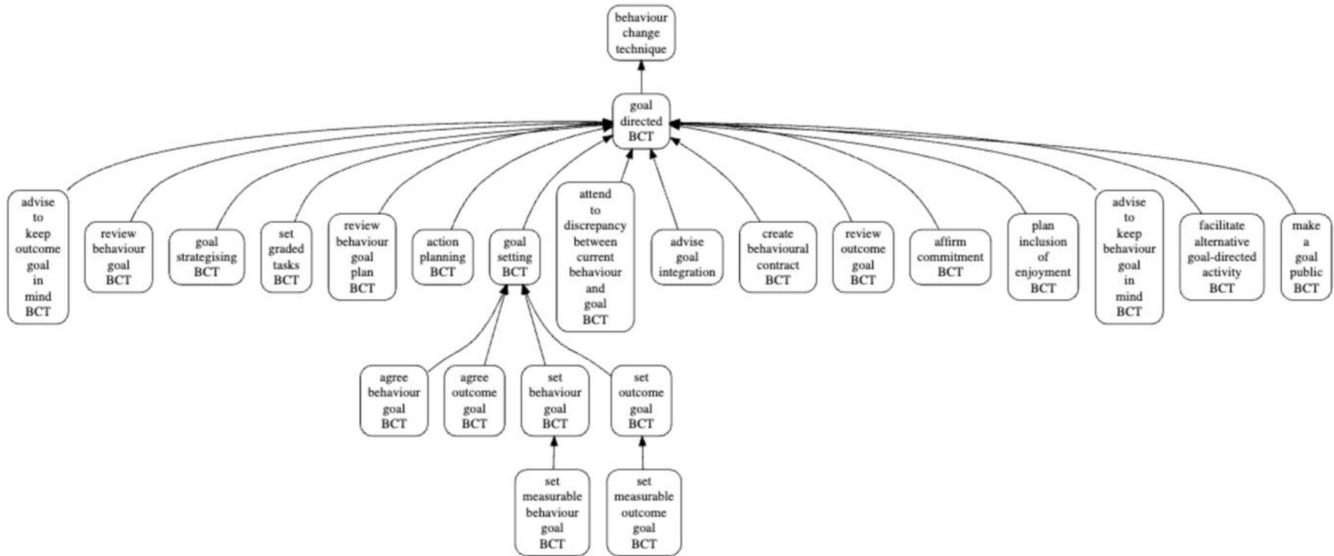 behaviour
change
technique
goal
directed
BCT
advise
to
keep
outcome
goal
in
mind
BCT
review
behaviour
goal
BCT
goal
strategising
BCT
set
graded
tasks
BCT
review
behaviour
goal
plan
BCT
action
planning
BCT
goal
setting
BCT
attend
to
discrepancy
between
current
behaviour
and
goal
BCT
advise
goal
integration
create
behavioural
contract
BCT
review
outcome
goal
BCT
affirm
commitment
BCT
plan
inclusion
of
enjoyment
BCT
advise
to
keep
behaviour
goal
in
mind
BCT
facilitate
alternative
goal-directed
activity
BCT
make
a
goal
public
BCT
agree
behaviour
goal
BCT
agree
outcome
goal
BCT
set
behaviour
goal
BCT
set
outcome
goal
BCT
set
measurable
behaviour
goal
BCT
set
measurable
outcome
goal
BCT